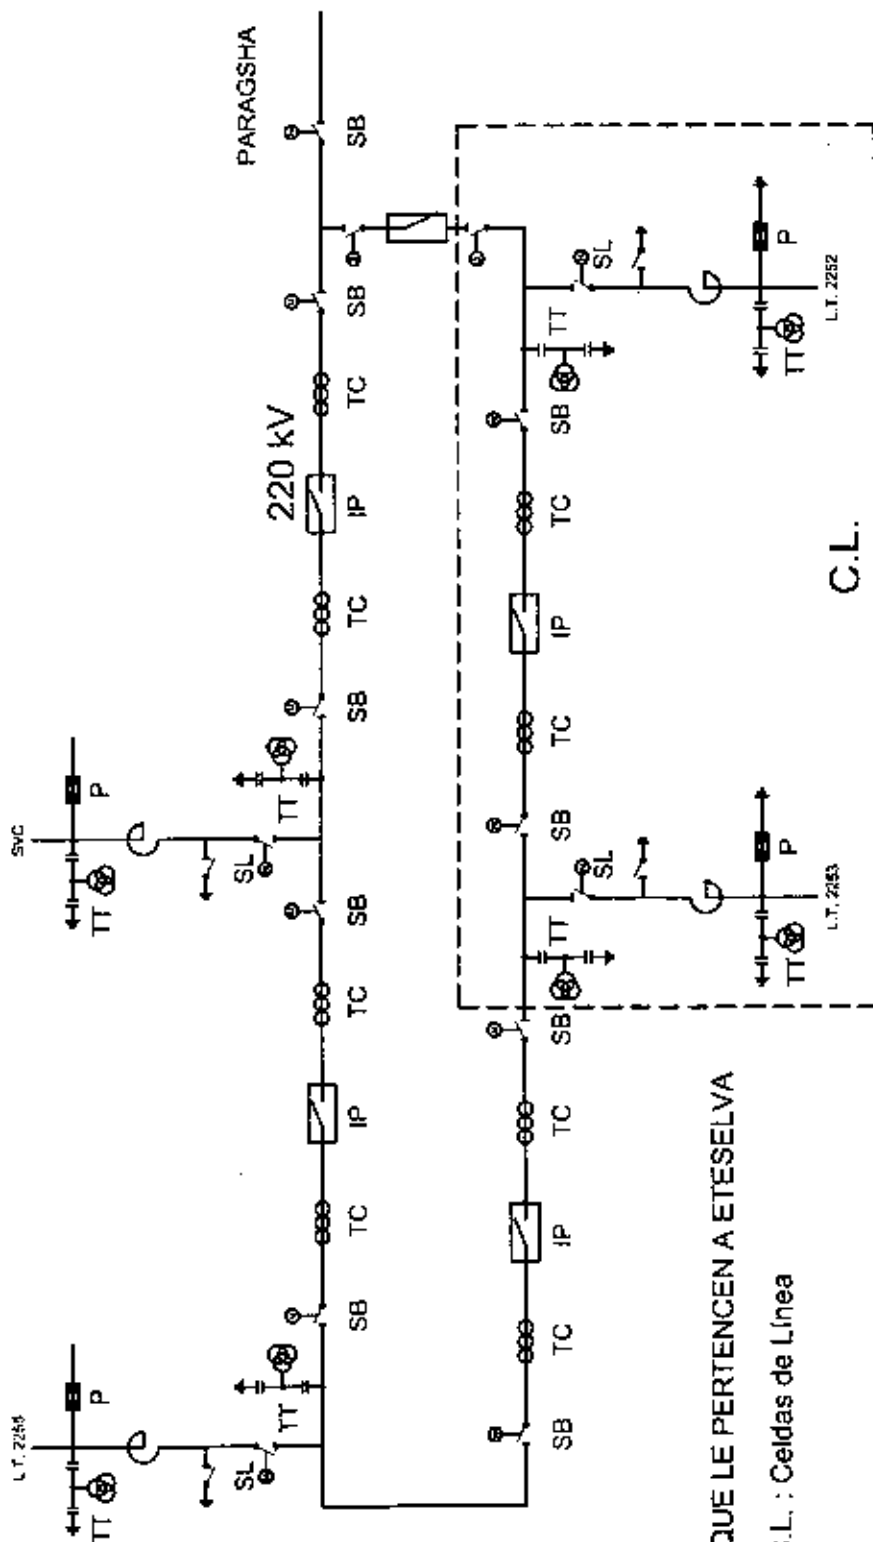 L.T.
SVC
TT
P
TT
P
SL
SL
PARAGSHA
TT
TT
220 kV
SB
TC
IP
TC
SB
SB
TC
IP
TC
SB
SB
SB
TC
IP
TC
SB
TT
SB
TC
IP
TC
SB
TT
SL
SL
QUE LE PERTENCEN A ETESELVA
.L. : Celdas de Línea
TT
P
TT
P
L.T. 2253
C.L.
L.T. 2252